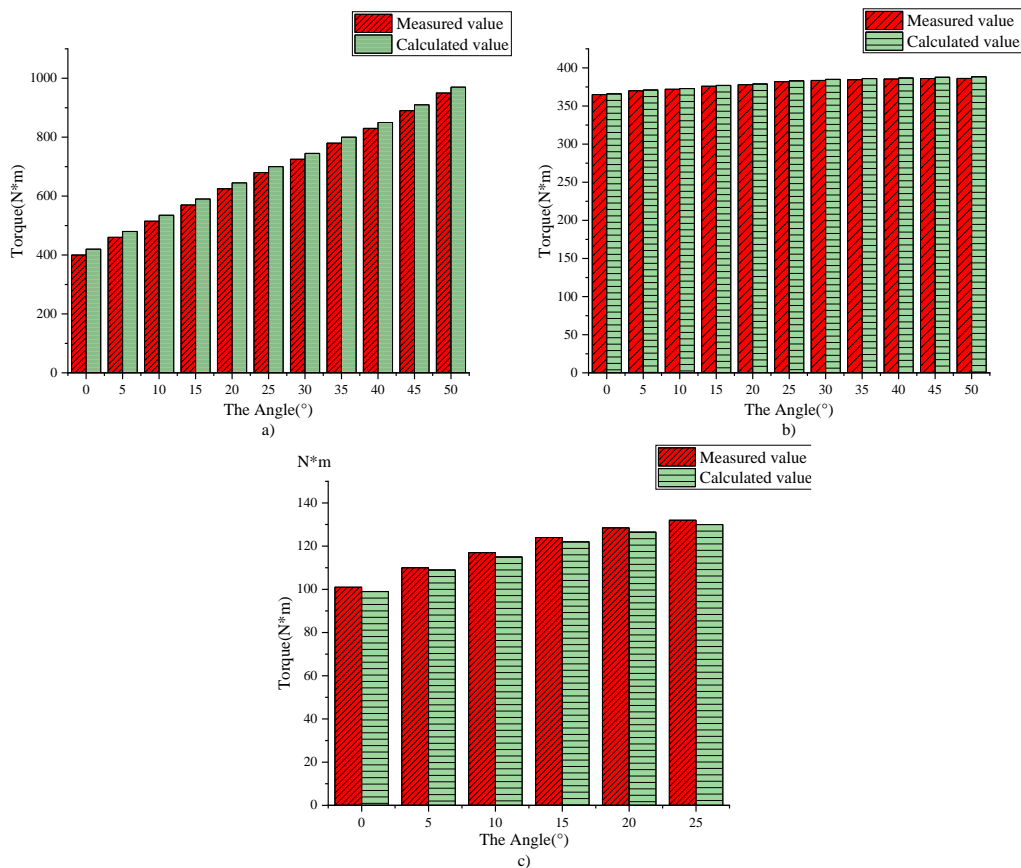 Measured value
Calculated value
1000
800
600
400
200
0
Torque(N*m)
0 5 10 15 20 25 30 35 40 45 50
The Angle(°)
a)
Measured value
Calculated value
400
350
300
250
200
150
100
50
0
Torque(N*m)
0 5 10 15 20 25 30 35 40 45 50
The Angle(°)
b)
N*m
Measured value
Calculated value
140
120
100
80
60
40
20
0
Torque(N*m)
0 5 10 15 20 25
The Angle(°)
c)